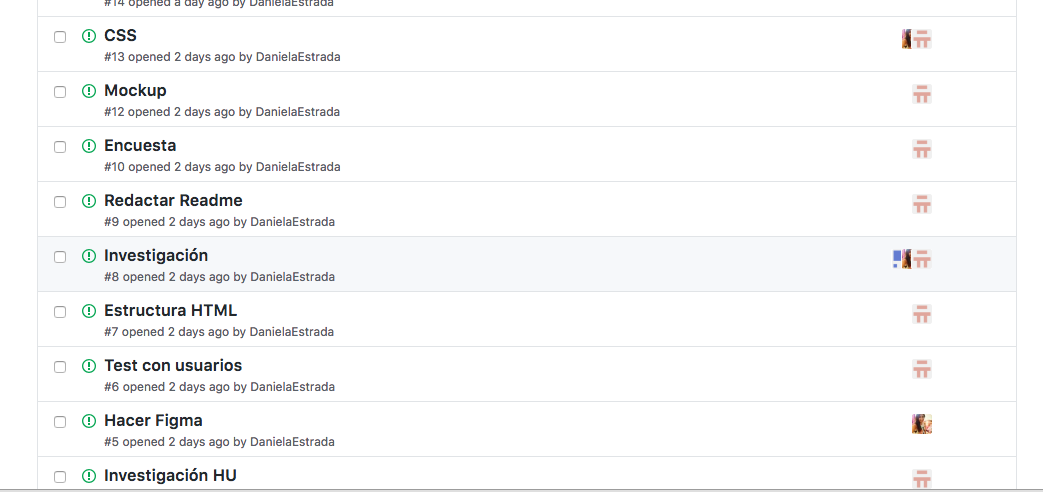 #14 opened a day ago by DanielaEstrada
CSS
#13 opened 2 days ago by DanielaEstrada
Mockup
#12 opened 2 days ago by DanielaEstrada
Encuesta
#10 opened 2 days ago by DanielaEstrada
Redactar Readme
#9 opened 2 days ago by DanielaEstrada
Investigación
#8 opened 2 days ago by DanielaEstrada
Estructura HTML
#7 opened 2 days ago by DanielaEstrada
Test con usuarios
#6 opened 2 days ago by DanielaEstrada
Hacer Figma
#5 opened 2 days ago by DanielaEstrada
Investigación HU